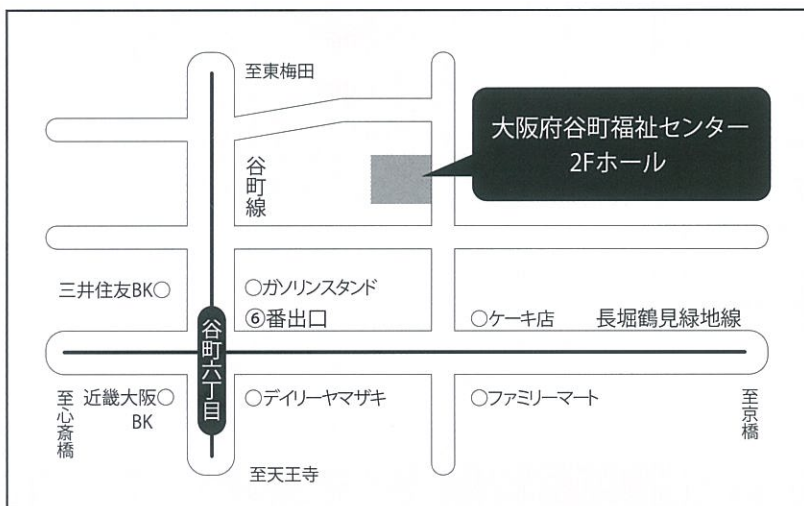 至東梅田
大阪府谷町福祉センター
2Fホール
谷町線
三井住友BK○
○ガソリンスタンド
⑥番出口
○ケーキ店
長堀鶴見緑地線
谷町六丁目
至心斎橋
近畿大阪○
BK
○デイリーヤマザキ
○ファミリーマート
至京橋
至天王寺